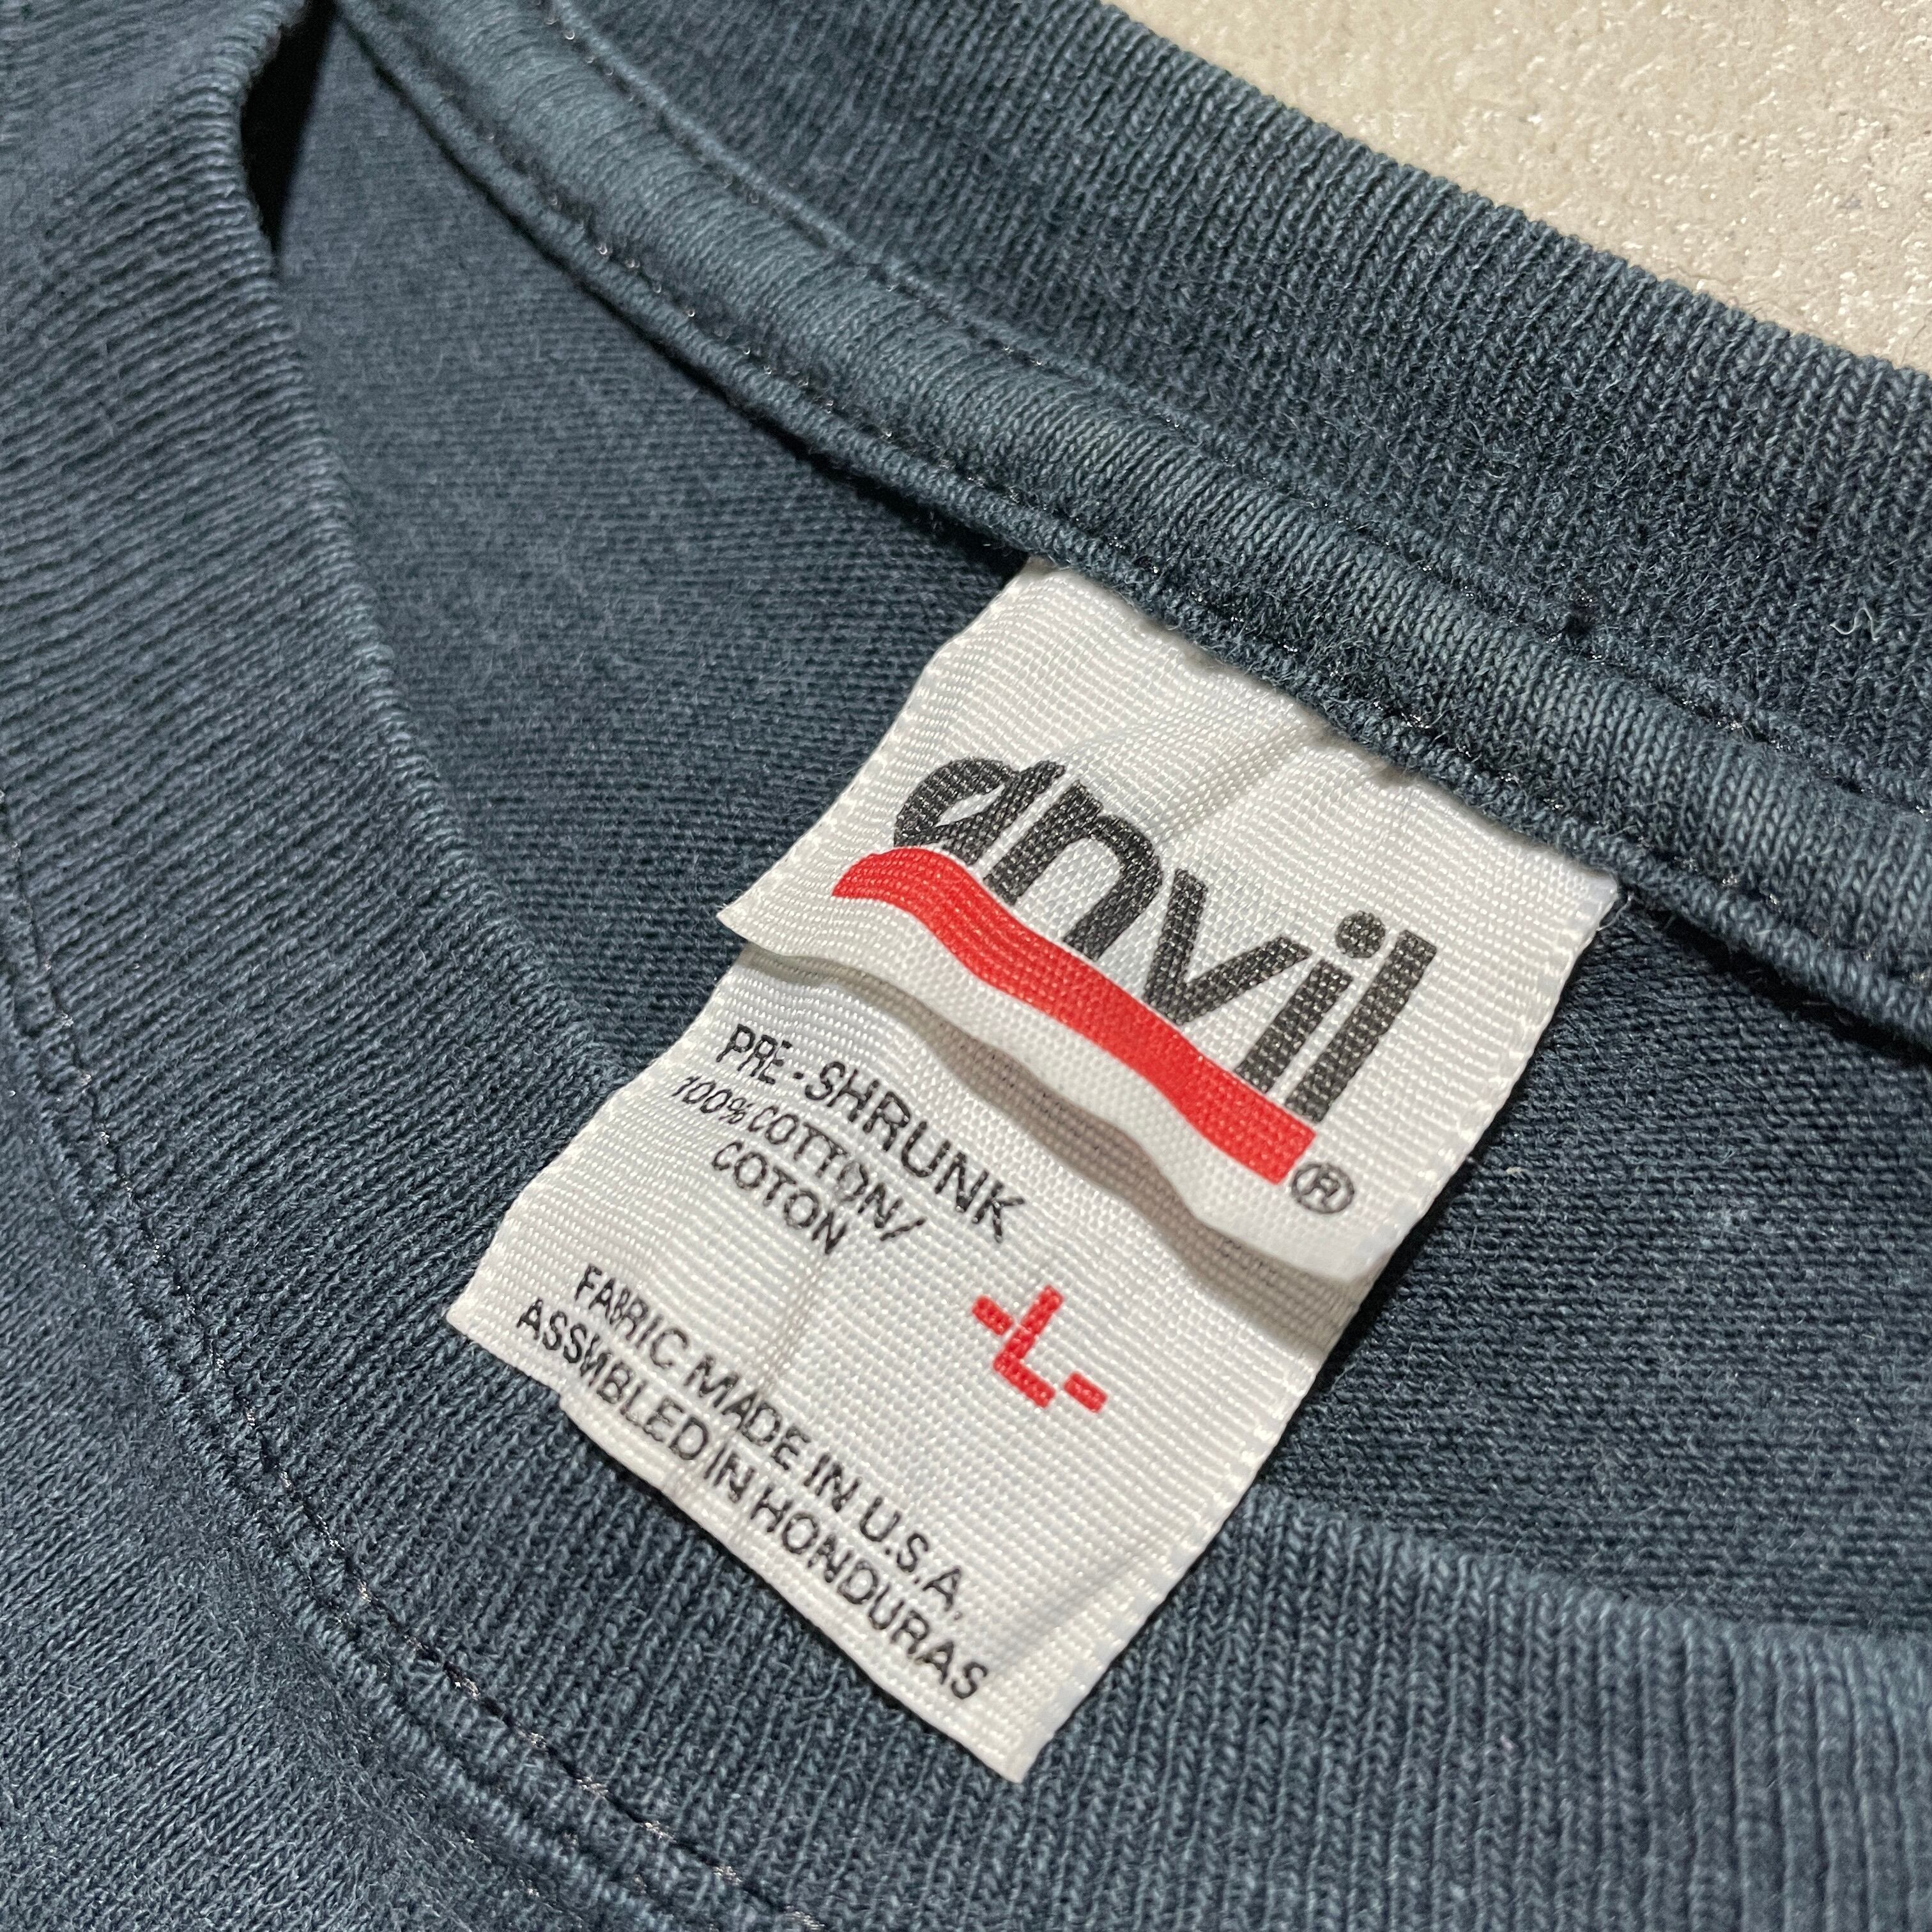 anvil®
PRE-SHRUNK
100% COTTON/
COTON
-L-
FABRIC MADE IN U.S.A,
ASSMBLED IN HONDURAS